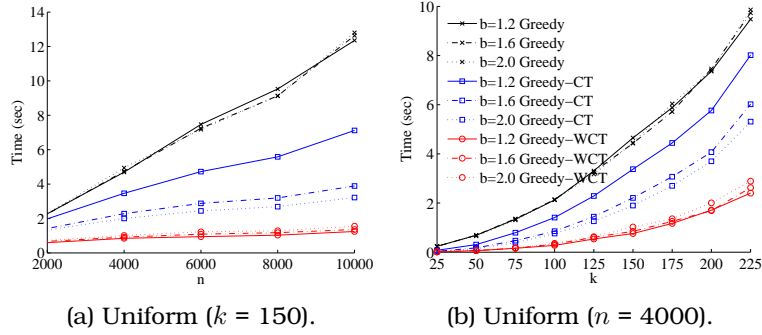 14
12
10
8
6
4
2
0
Time (sec)
2000 4000 6000 8000 10000
n
(a) Uniform (k = 150).
10
8
6
4
2
0
Time (sec)
b=1.2 Greedy
b=1.6 Greedy
b=2.0 Greedy
b=1.2 Greedy−CT
b=1.6 Greedy−CT
b=2.0 Greedy−CT
b=1.2 Greedy−WCT
b=1.6 Greedy−WCT
b=2.0 Greedy−WCT
25 50 75 100 125 150 175 200 225
k
(b) Uniform (n = 4000).